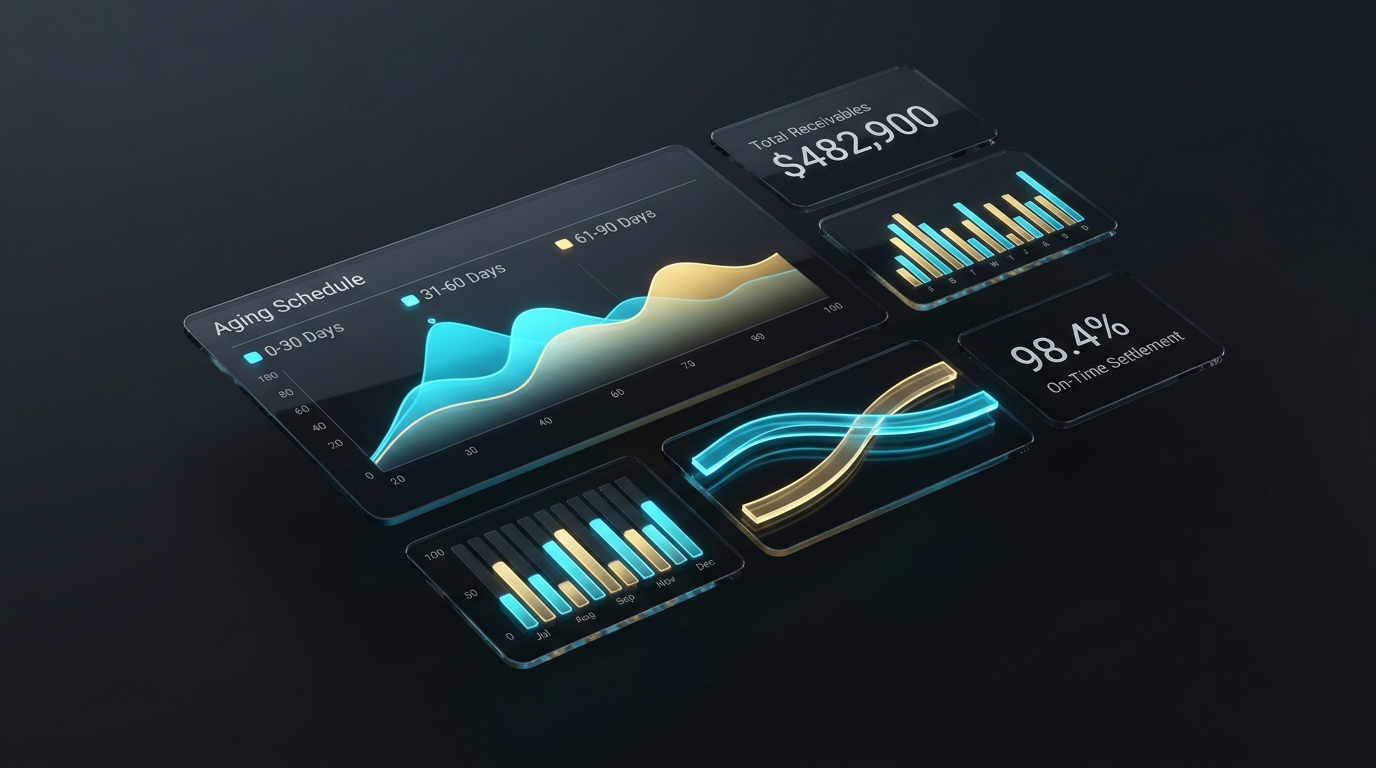 Aging Schedule
0-30 Days
31-60 Days
61-90 Days
80
60
40
20
0
20
30
40
60
70
90
100
Total Receivables
$482,900
98.4%
On-Time Settlement
100
50
0
Jul
Aug
Sep
Nov
Dec